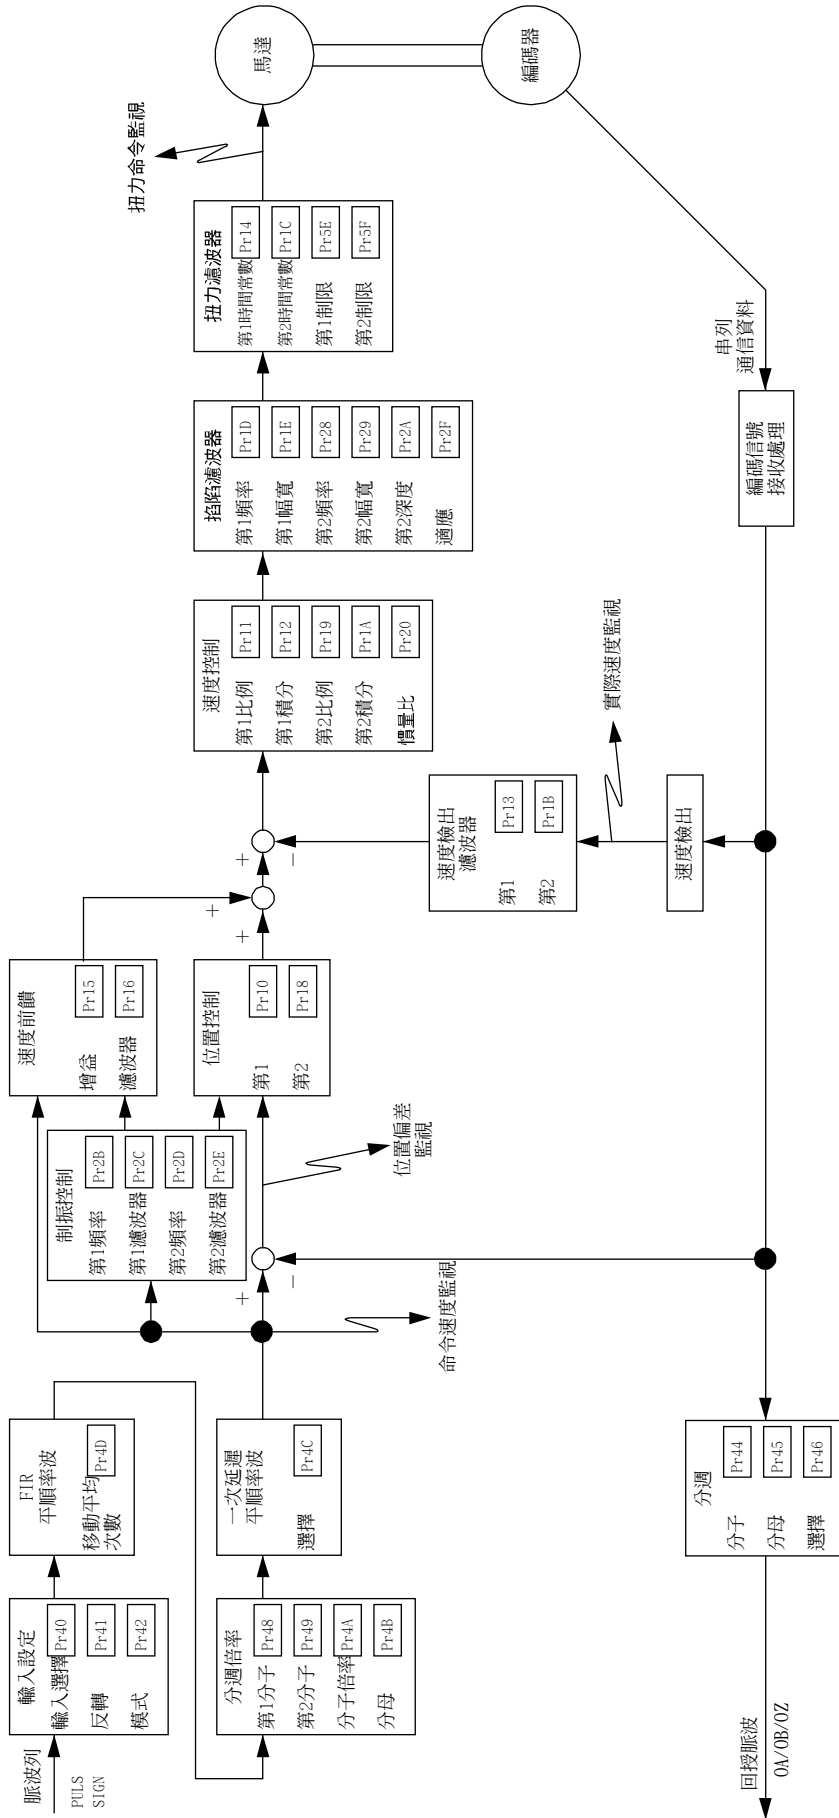 脈波列
PULS
SIGN
輸入設定
輸入選擇 Pr40
反轉 Pr41
模式 Pr42
FIR
平順率波
移動平均 Pr4D
次數
分週倍率
第1分子 Pr48
第2分子 Pr49
分子倍率 Pr4A
分母 Pr4B
一次延遲
平順率波
選擇 Pr4C
命令速度監視
制振控制
第1頻率 Pr2B
第1濾波器 Pr2C
第2頻率 Pr2D
第2濾波器 Pr2E
+
−
位置偏差
監視
速度前饋
增益 Pr15
濾波器 Pr16
位置控制
第1 Pr10
第2 Pr18
+
+
+
−
速度檢出
濾波器
第1 Pr13
第2 Pr1B
速度檢出
實際速度監視
速度控制
第1比例 Pr11
第1積分 Pr12
第2比例 Pr19
第2積分 Pr1A
慣量比 Pr20
掐陷濾波器
第1頻率 Pr1D
第1幅寬 Pr1E
第2頻率 Pr28
第2幅寬 Pr29
第2深度 Pr2A
適應 Pr2F
扭力濾波器
第1時間常數 Pr14
第2時間常數 Pr1C
第1制限 Pr5E
第2制限 Pr5F
扭力命令監視
馬達
編碼器
串列
通信資料
編碼信號
接收處理
分週
分子 Pr44
分母 Pr45
選擇 Pr46
回授脈波
OA/OB/OZ